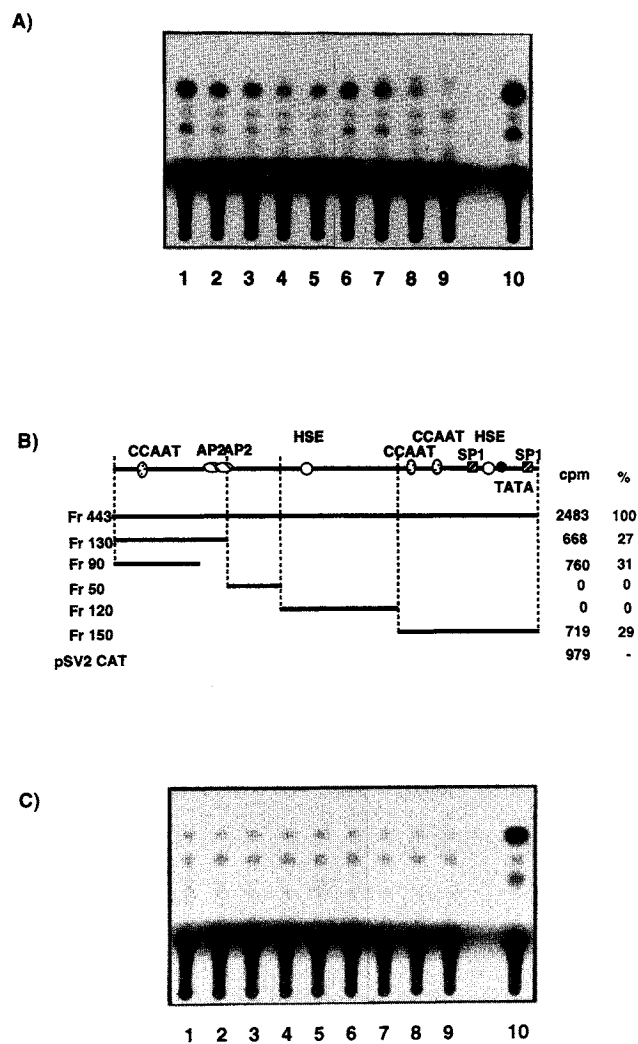 A)
1 2 3 4 5 6 7 8 9 10
B)
CCAAT AP2 AP2 HSE CCAAT CCAAT SP1 HSE TATA SP1 cpm %
Fr 443 2483 100
Fr 130 668 27
Fr 90 760 31
Fr 50 0 0
Fr 120 0 0
Fr 150 719 29
pSV2 CAT 979 -
C)
1 2 3 4 5 6 7 8 9 10